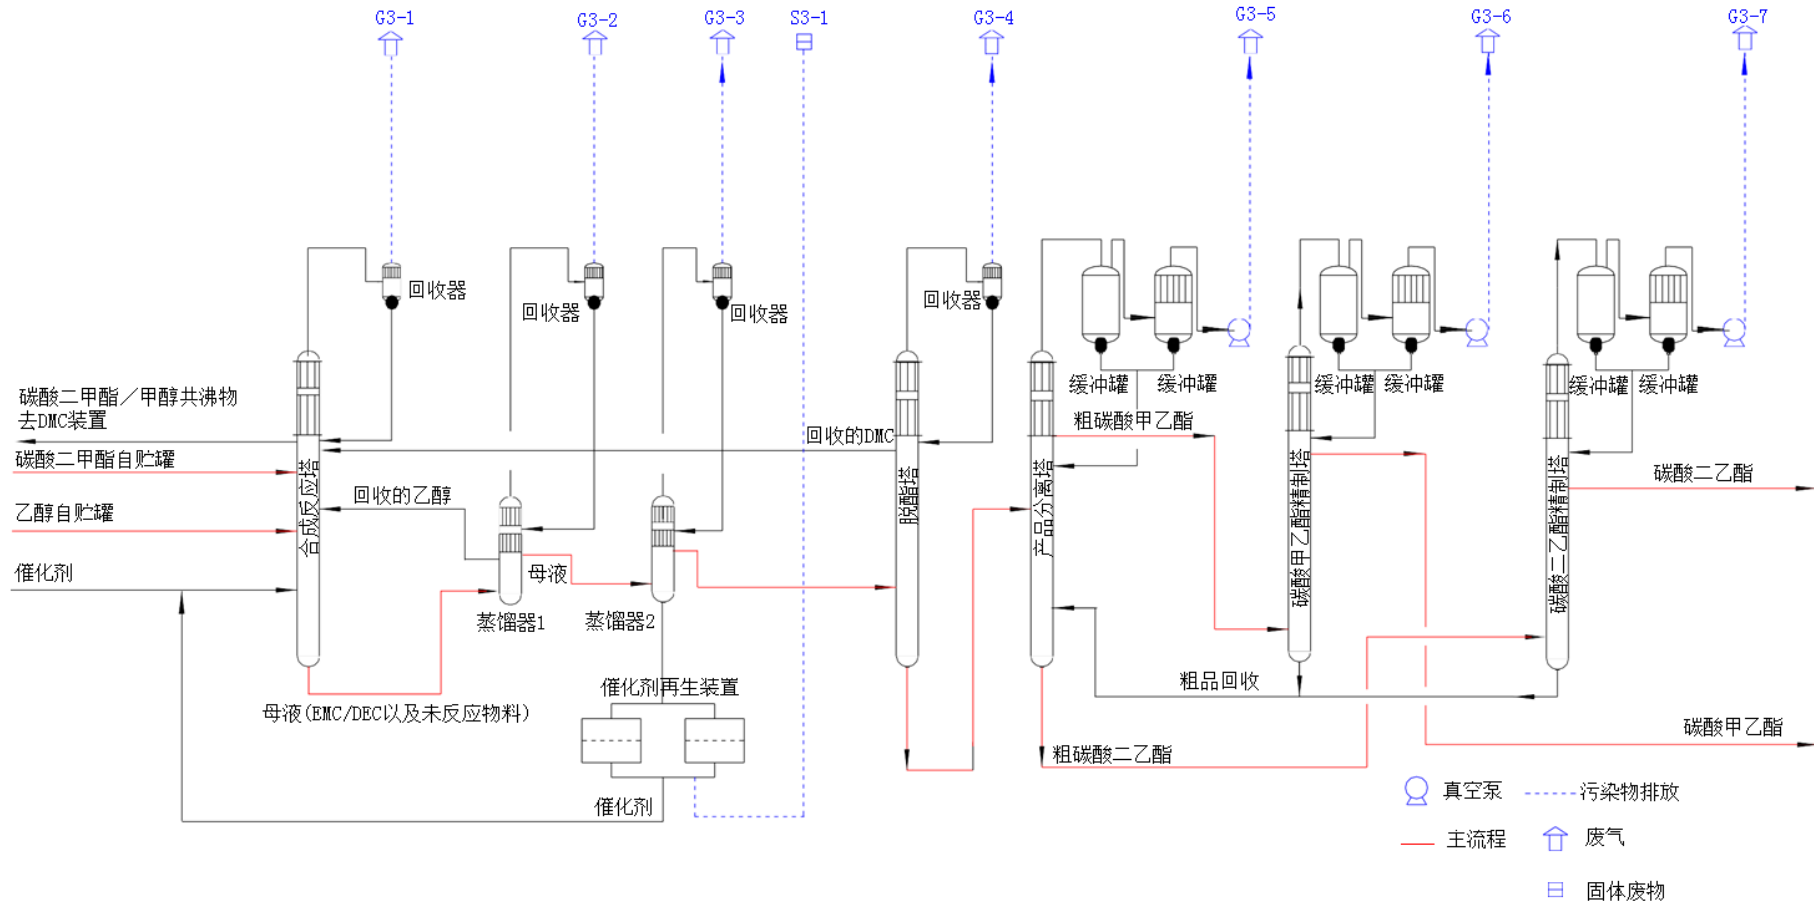 G3-1
G3-2
G3-3
S3-1
G3-4
G3-5
G3-6
G3-7
回收器
回收器
回收器
回收器
缓冲罐
缓冲罐
缓冲罐
缓冲罐
缓冲罐
缓冲罐
碳酸二甲酯／甲醇共沸物
去DMC装置
碳酸二甲酯自贮罐
乙醇自贮罐
催化剂
合成反应塔
回收的DMC
回收的乙醇
母液
蒸馏器1
蒸馏器2
脱酯塔
产品分离塔
粗碳酸甲乙酯
碳酸甲乙酯精制塔
碳酸二乙酯精制塔
碳酸二乙酯
粗品回收
催化剂再生装置
母液(EMC/DEC以及未反应物料)
粗碳酸二乙酯
碳酸甲乙酯
催化剂
真空泵
污染物排放
主流程
废气
固体废物